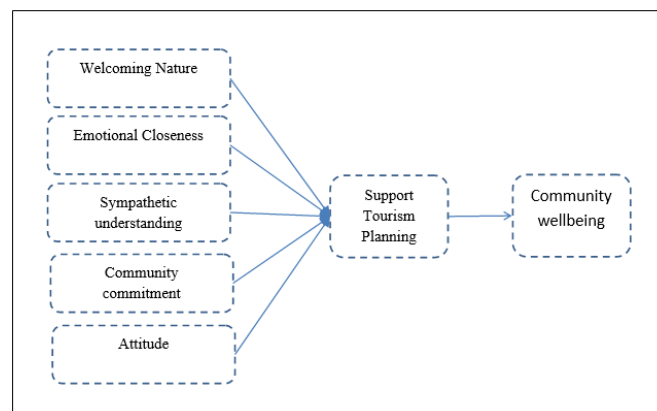 Welcoming Nature
Emotional Closeness
Sympathetic
understanding
Community
commitment
Attitude
Support
Tourism
Planning
Community
wellbeing